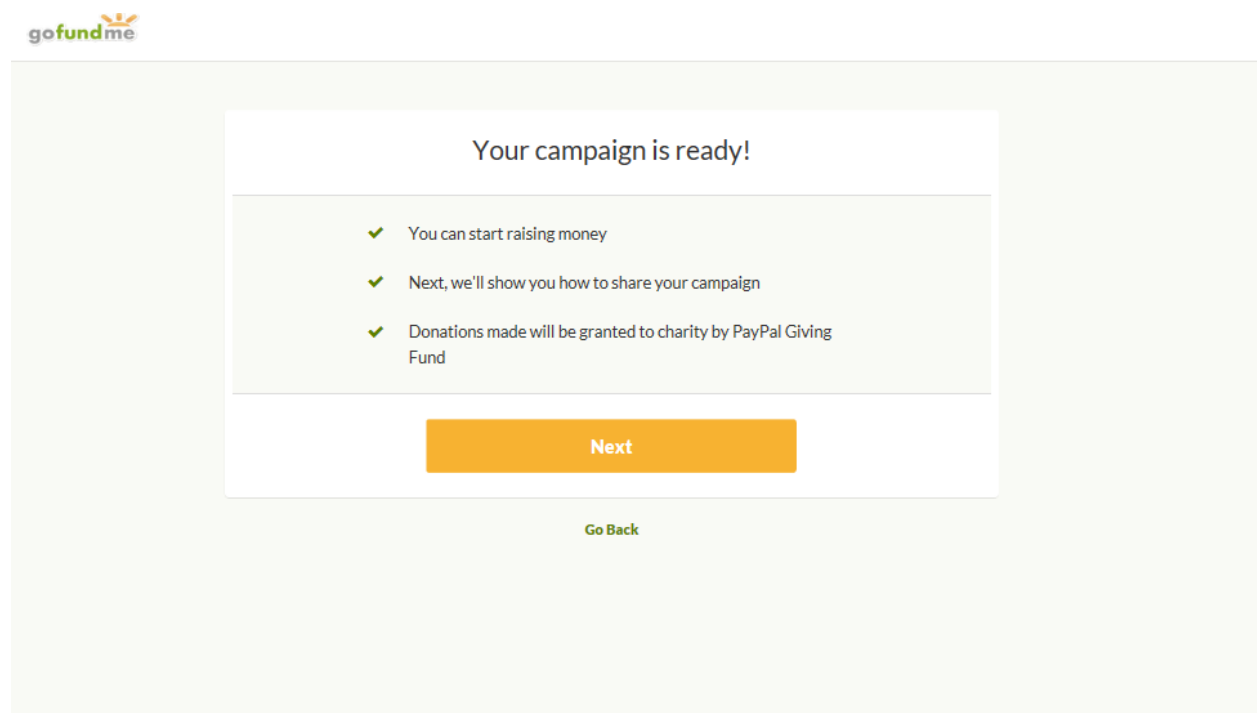 gofundme
Your campaign is ready!
You can start raising money
Next, we'll show you how to share your campaign
Donations made will be granted to charity by PayPal Giving
Fund
Next
Go Back